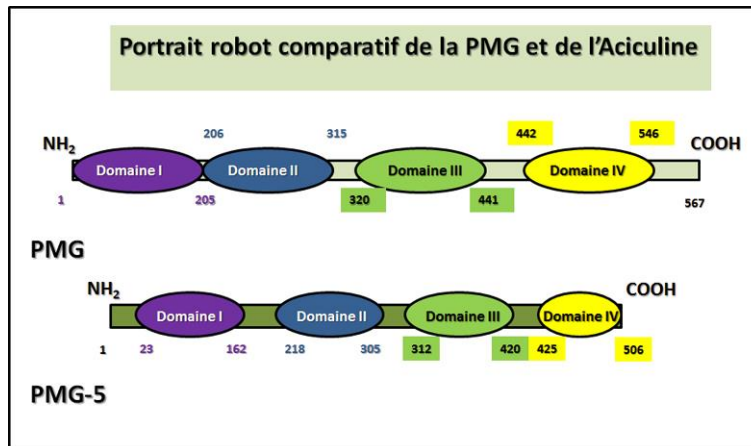 Portrait robot comparatif de la PMG et de l'Aciculine
206 315 442 546
NH2 COOH
Domaine I Domaine II Domaine III Domaine IV
1 205 320 441 567
PMG
NH2 COOH
Domaine I Domaine II Domaine III Domaine IV
1 23 162 218 305 312 420 425 506
PMG-5